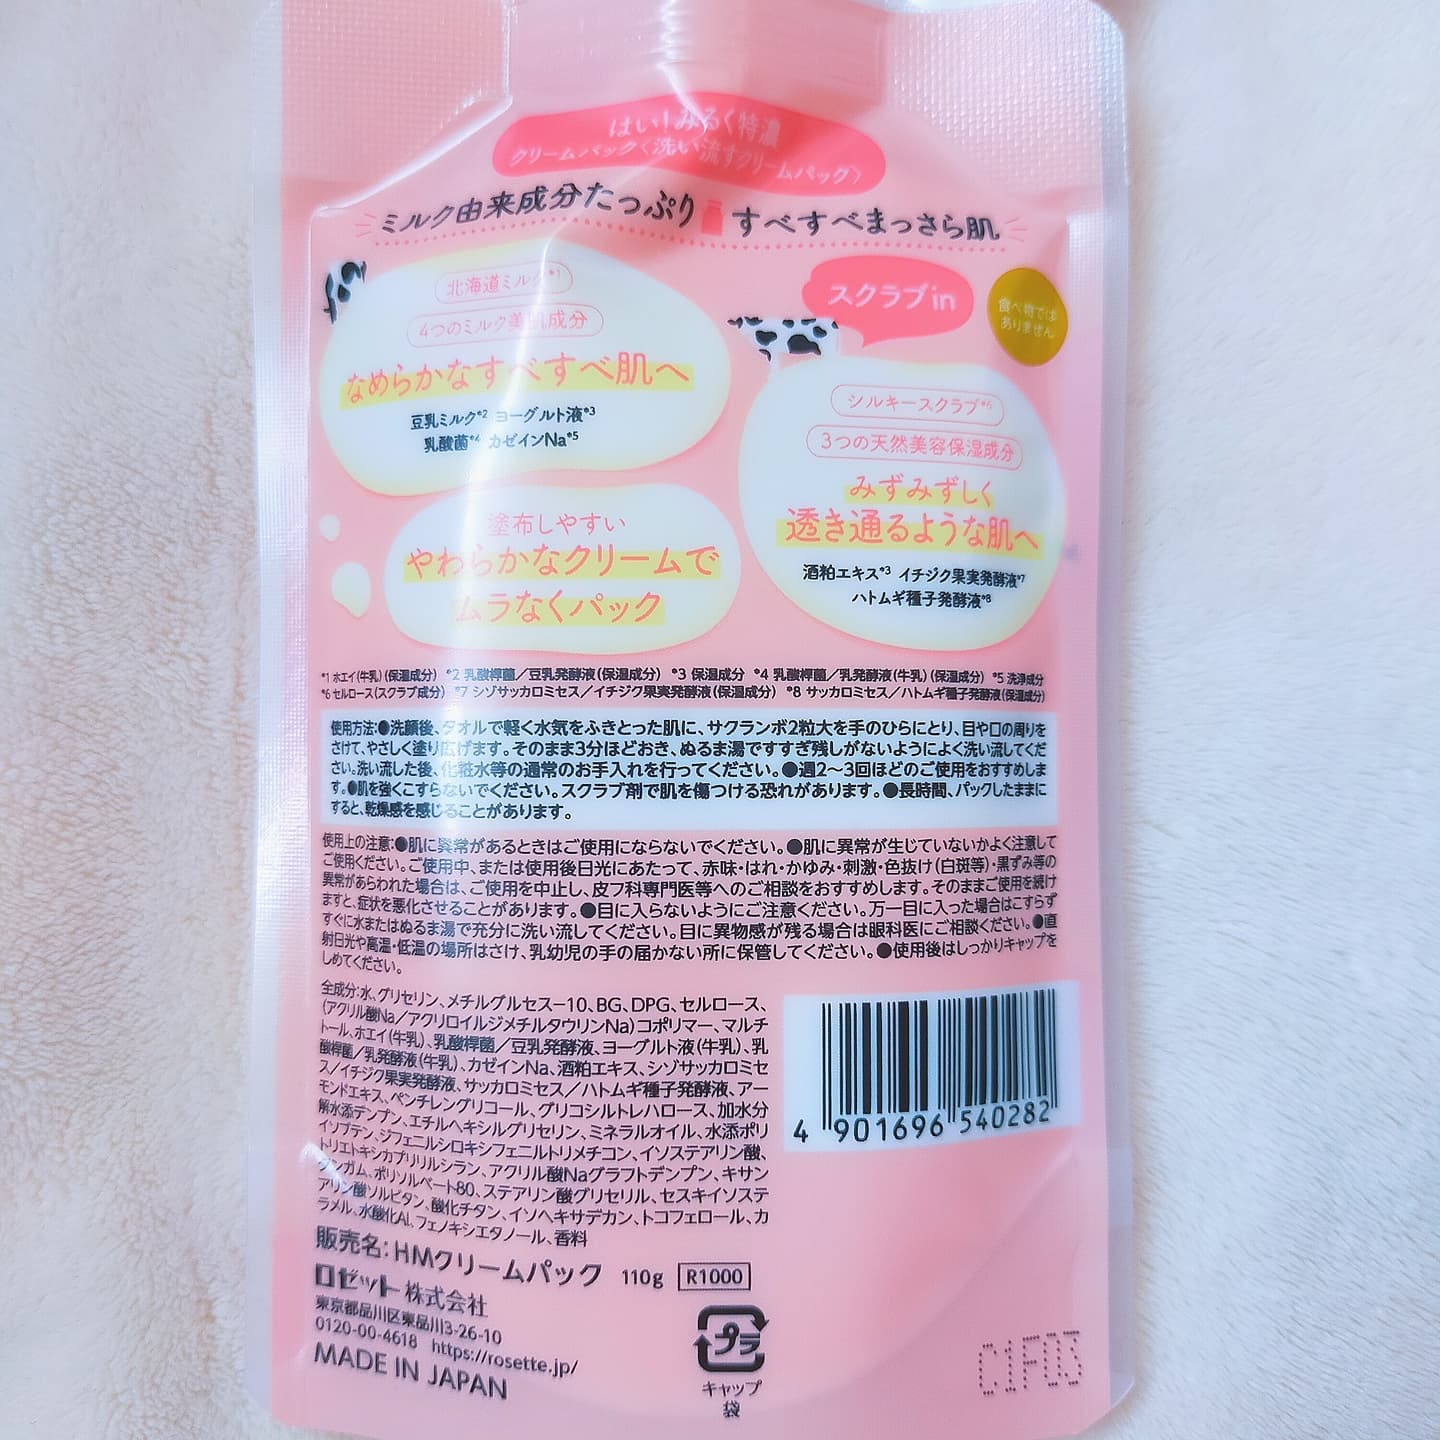 はい!みるく特濃
クリームパック〈洗い流すクリームパック〉
ミルク由来成分たっぷり すべすべまっさら肌
北海道ミルク*1
4つのミルク美肌成分
なめらかなすべすべ肌へ
豆乳ミルク*2 ヨーグルト液*3
乳酸菌*4 カゼインNa*5
スクラブin
食べ物では
ありません
シルキースクラブ*6
3つの天然美容保湿成分
みずみずしく
透き通るような肌へ
酒粕エキス*3 イチジク果実発酵液*7
ハトムギ種子発酵液*8
塗布しやすい
やわらかなクリームで
ムラなくパック
*1 ホエイ(牛乳)(保湿成分) *2 乳酸桿菌/豆乳発酵液(保湿成分) *3 保湿成分 *4 乳酸桿菌/乳発酵液(牛乳)(保湿成分) *5 洗浄成分
*6 セルロース(スクラブ成分) *7 シゾサッカロミセス/イチジク果実発酵液(保湿成分) *8 サッカロミセス/ハトムギ種子発酵液(保湿成分)
使用方法:●洗顔後、タオルで軽く水気をふきとった肌に、サクランボ2粒大を手のひらにとり、目や口の周りを
さけて、やさしく塗り広げます。そのまま3分ほどおき、ぬるま湯ですすぎ残しがないようによく洗い流してくだ
さい。洗い流した後、化粧水等の通常のお手入れを行ってください。●週2〜3回ほどのご使用をおすすめしま
す。●肌を強くこすらないでください。スクラブ剤で肌を傷つける恐れがあります。●長時間、パックしたままに
すると、乾燥感を感じることがあります。
使用上の注意:●肌に異常があるときはご使用にならないでください。●肌に異常が生じていないかよく注意して
ご使用ください。ご使用中、または使用後日光にあたって、赤味・はれ・かゆみ・刺激・色抜け(白斑等)・黒ずみ等の
異常があらわれた場合は、ご使用を中止し、皮フ科専門医等へのご相談をおすすめします。そのままご使用を続け
ますと、症状を悪化させることがあります。●目に入らないようにご注意ください。万一目に入った場合はこすらず
すぐに水またはぬるま湯で充分に洗い流してください。目に異物感が残る場合は眼科医にご相談ください。●直
射日光や高温・低温の場所はさけ、乳幼児の手の届かない所に保管してください。●使用後はしっかりキャップを
しめてください。
全成分:水、グリセリン、メチルグルセス-10、BG、DPG、セルロース、
(アクリル酸Na/アクリロイルジメチルタウリンNa)コポリマー、マルチ
トール、ホエイ(牛乳)、乳酸桿菌/豆乳発酵液、ヨーグルト液(牛乳)、乳
酸桿菌/乳発酵液(牛乳)、カゼインNa、酒粕エキス、シゾサッカロミセ
ス/イチジク果実発酵液、サッカロミセス/ハトムギ種子発酵液、アー
モンドエキス、ペンチレングリコール、グリコシルトレハロース、加水分
解水添デンプン、エチルヘキシルグリセリン、ミネラルオイル、水添ポリ
イソブテン、ジフェニルシロキシフェニルトリメチコン、イソステアリン酸、
トリエトキシカプリリルシラン、アクリル酸Naグラフトデンプン、キサン
タンガム、ポリソルベート80、ステアリン酸グリセリル、セスキイソステ
アリン酸ソルビタン、酸化チタン、イソヘキサデカン、トコフェロール、カ
ラメル、水酸化Al、フェノキシエタノール、香料
4 901696 540282
販売名:HMクリームパック 110g R1000
ロゼット株式会社
東京都品川区東品川3-26-10
0120-00-4618 https://rosette.jp/
MADE IN JAPAN
プラ
キャップ
袋
C1F03